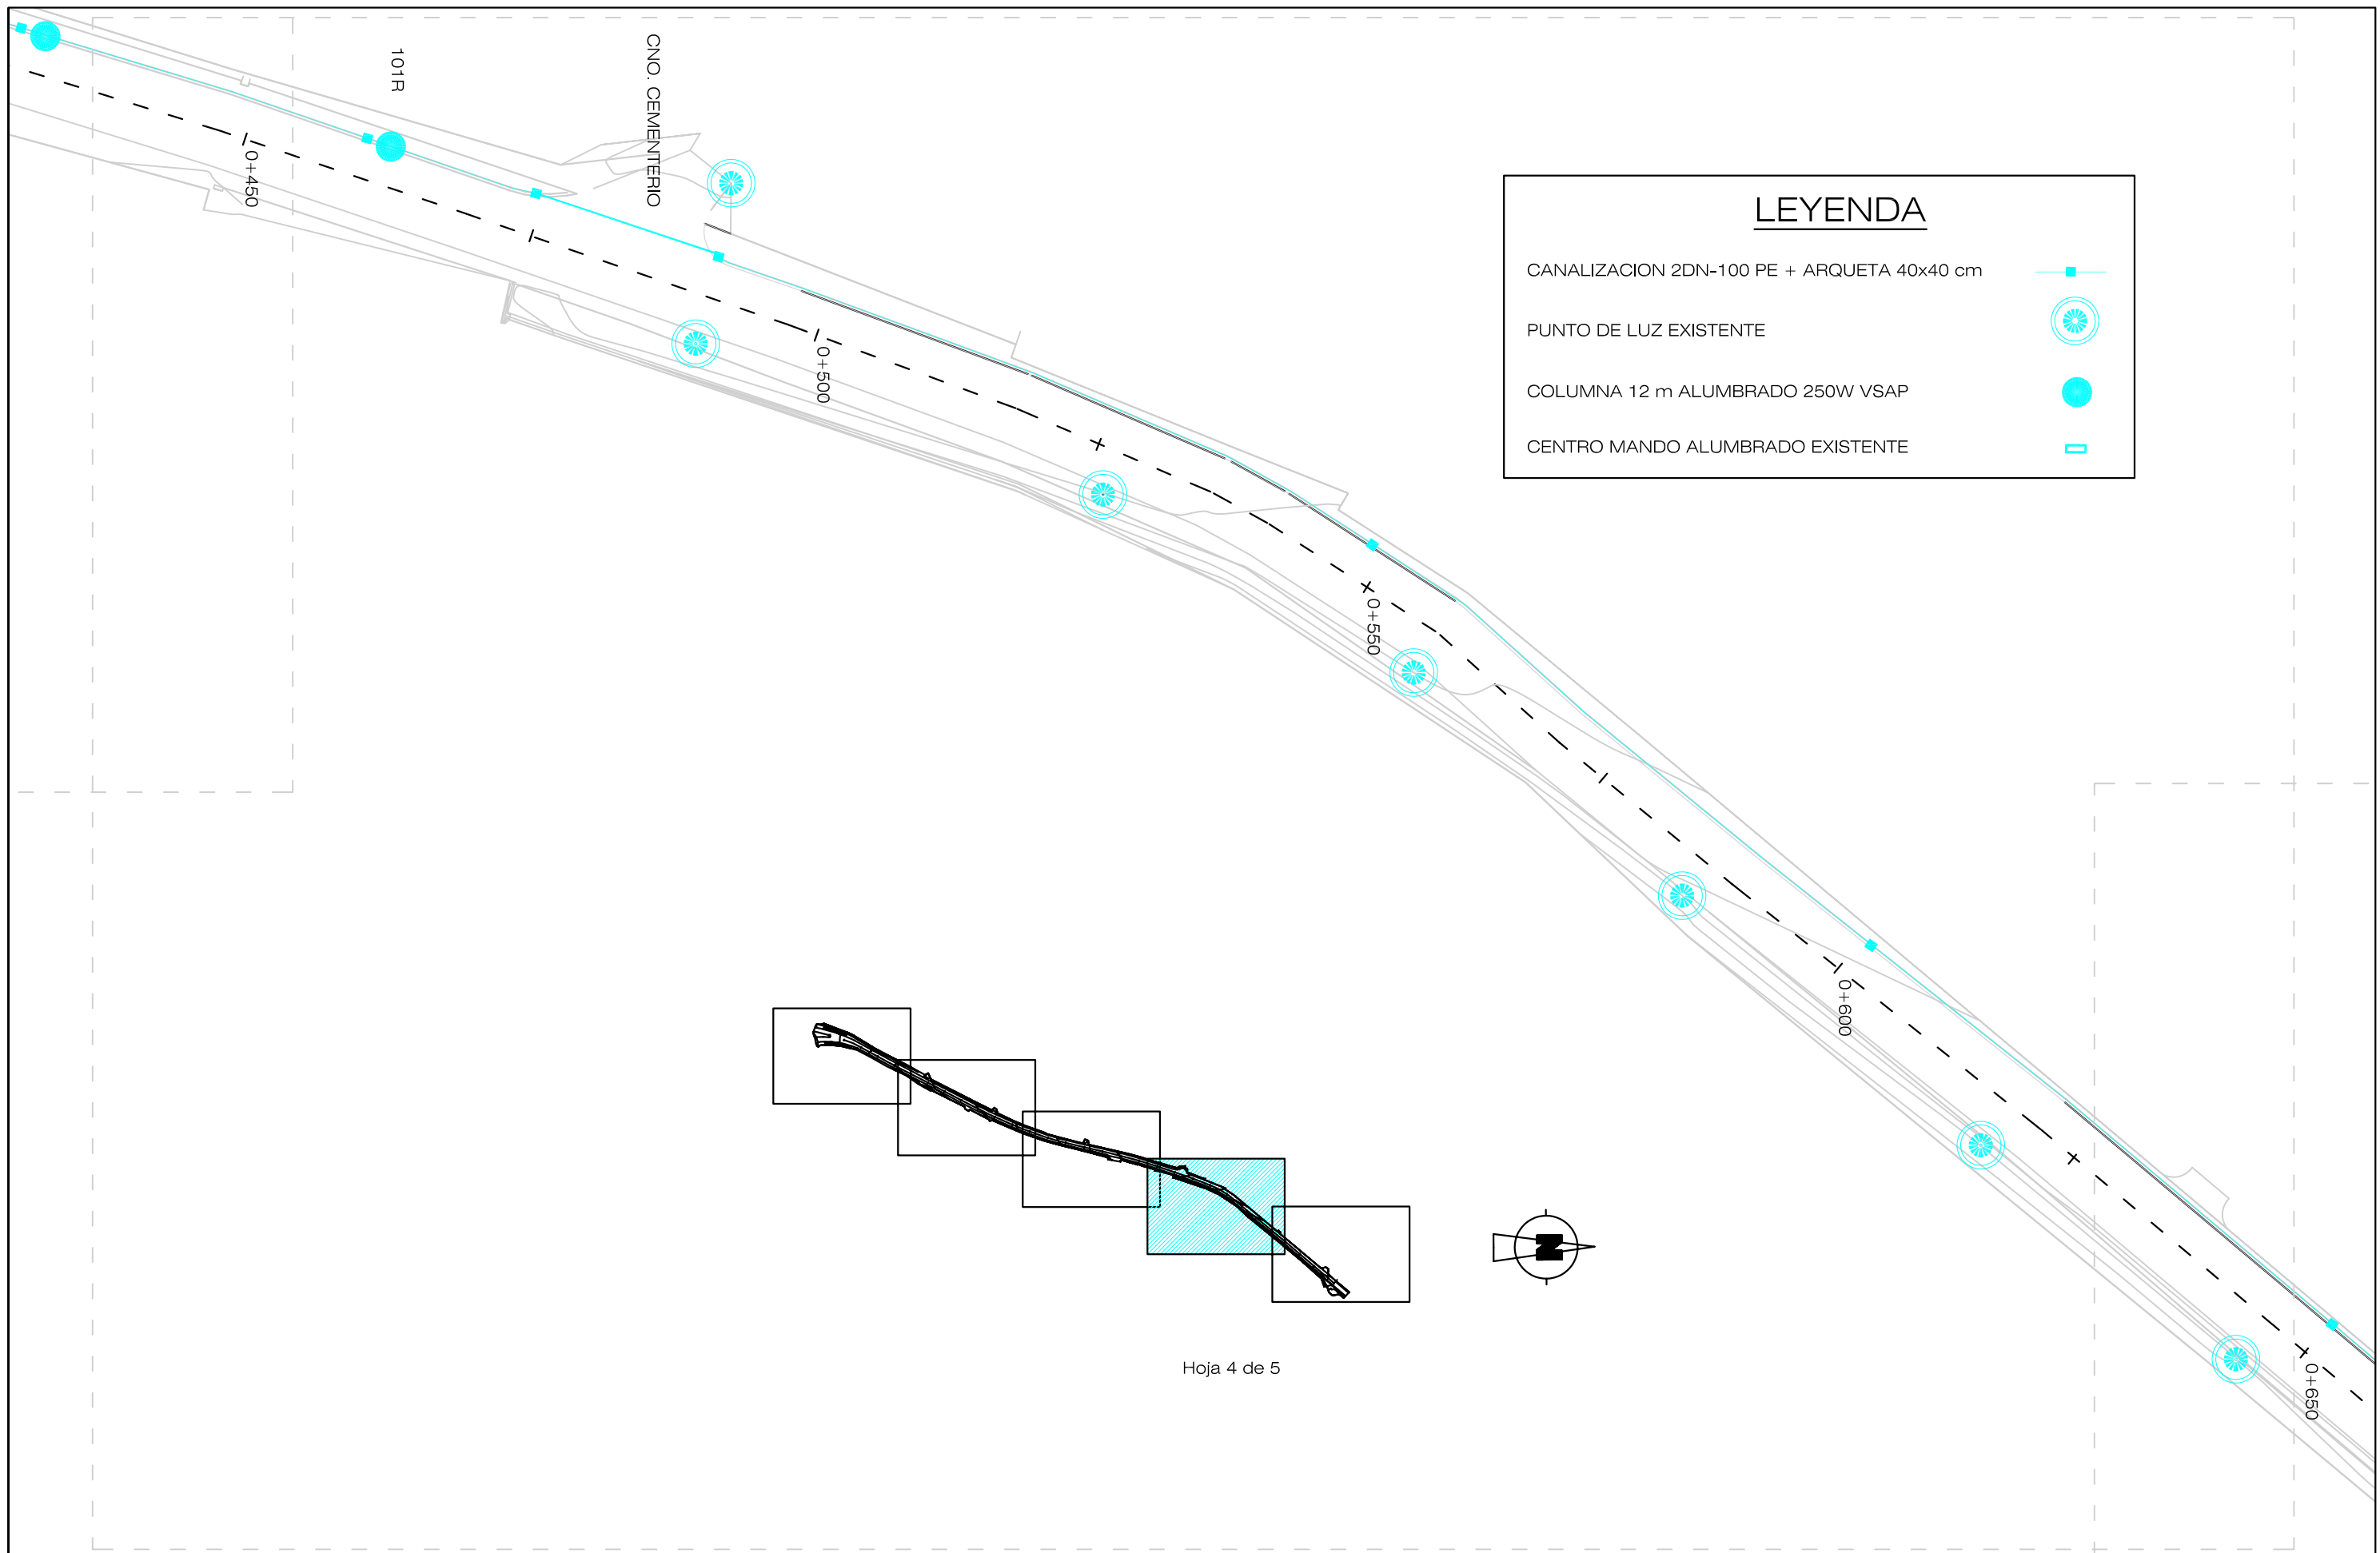 101R
CNO. CEMENTERIO
0+450
0+500
0+550
0+600
0+650
LEYENDA
CANALIZACION 2DN-100 PE + ARQUETA 40x40 cm
PUNTO DE LUZ EXISTENTE
COLUMNA 12 m ALUMBRADO 250W VSAP
CENTRO MANDO ALUMBRADO EXISTENTE
N
Hoja 4 de 5